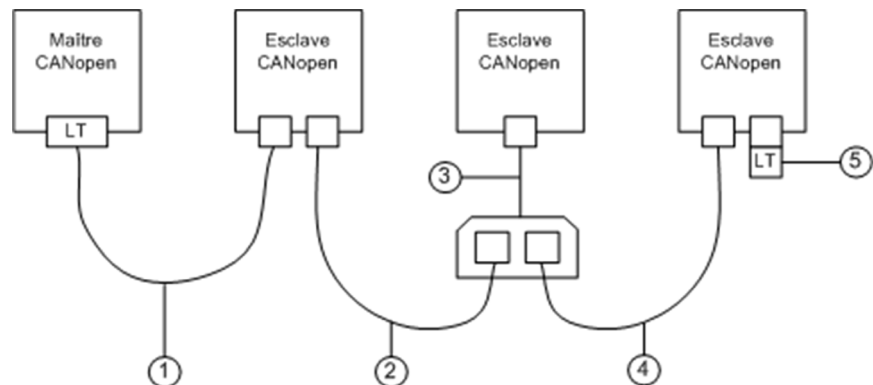 Maître
CANopen
LT
Esclave
CANopen
Esclave
CANopen
Esclave
CANopen
LT
5
3
1
2
4